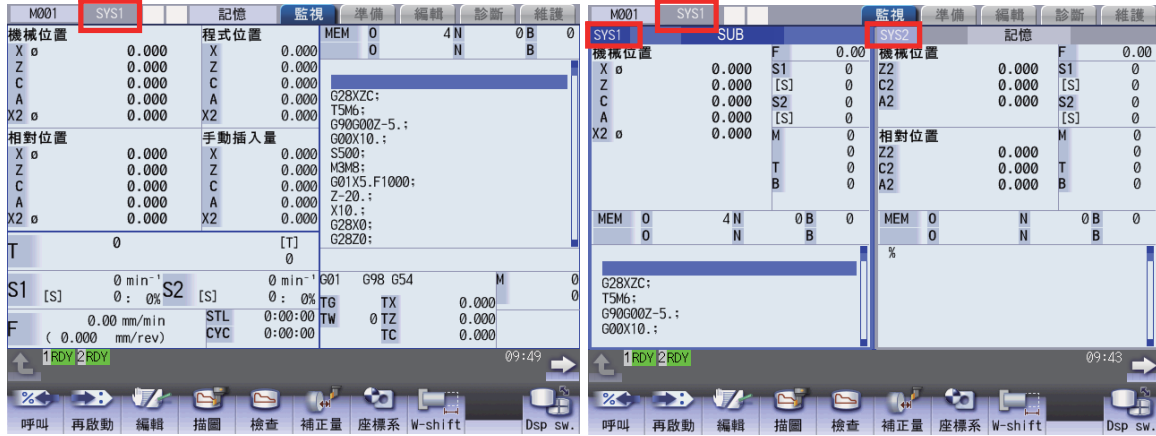 M001 SYS1 記憶 監視 準備 編輯 診斷 維護
機械位置 程式位置 MEM O 4 N 0 B 0
X ø 0.000 X 0.000 O N B
Z 0.000 Z 0.000
C 0.000 C 0.000
A 0.000 A 0.000 G28XZC;
X2 ø 0.000 X2 0.000 T5M6;
G90G00Z-5.;
相對位置 手動插入量 G00X10.;
X ø 0.000 X 0.000 S500;
Z 0.000 Z 0.000 M3M8;
C 0.000 C 0.000 G01X5.F1000;
A 0.000 A 0.000 Z-20.;
X2 ø 0.000 X2 0.000 X10.;
G28X0;
T 0 [T] G28Z0;
0
S1 [S] 0 min⁻¹ S2 [S] 0 min⁻¹ G01 G98 G54 M 0
0: 0% 0: 0% 0
TG TX 0.000
F 0.00 mm/min STL 0:00:00 TW 0 TZ 0.000
( 0.000 mm/rev) CYC 0:00:00 TC 0.000
1 RDY 2 RDY 09:49
呼叫 再啟動 編輯 描圖 檢查 補正量 座標系 W-shift Dsp sw.
M001 SYS1 監視 準備 編輯 診斷 維護
SYS1 SUB SYS2 記憶
機械位置 F 0.00 機械位置 F 0.00
X ø 0.000 S1 0 Z2 0.000 S1 0
Z 0.000 [S] 0 C2 0.000 [S] 0
C 0.000 S2 0 A2 0.000 S2 0
A 0.000 [S] 0 [S] 0
X2 ø 0.000 M 0 相對位置 M 0
0 Z2 0.000 0
T 0 C2 0.000 T 0
B 0 A2 0.000 B 0
MEM O 4 N 0 B 0 MEM O N 0 B 0
O N B O N B
%
G28XZC;
T5M6;
G90G00Z-5.;
G00X10.;
1 RDY 2 RDY 09:43
呼叫 再啟動 編輯 描圖 檢查 補正量 座標系 W-shift Dsp sw.